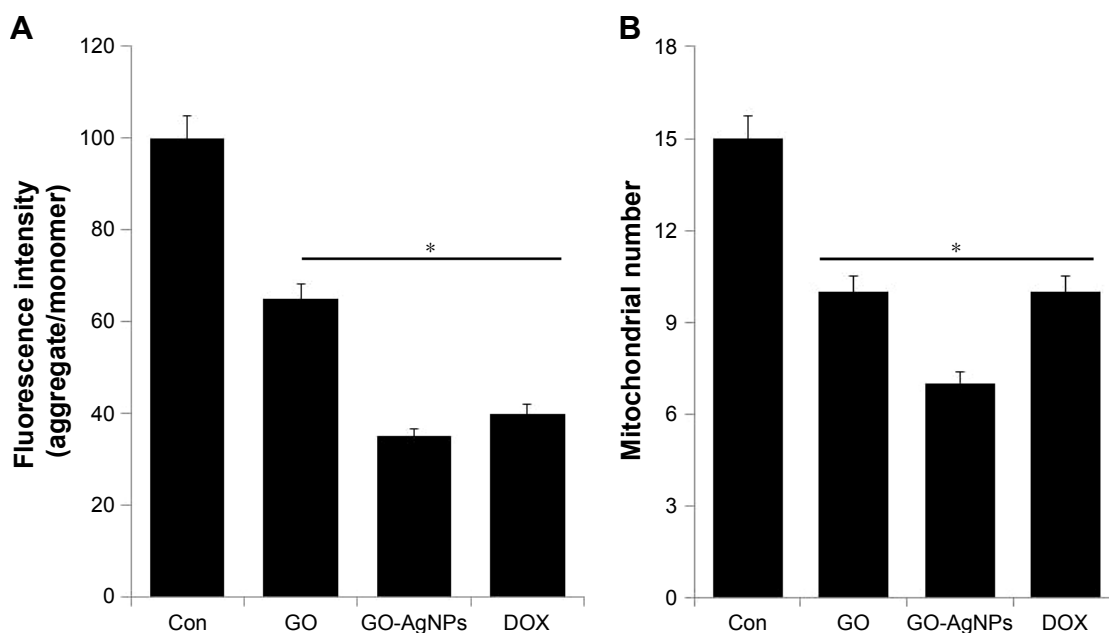 A
Fluorescence intensity
(aggregate/monomer)
120
100
80
60
40
20
0
*
Con GO GO-AgNPs DOX
B
Mitochondrial number
18
15
12
9
6
3
0
*
Con GO GO-AgNPs DOX